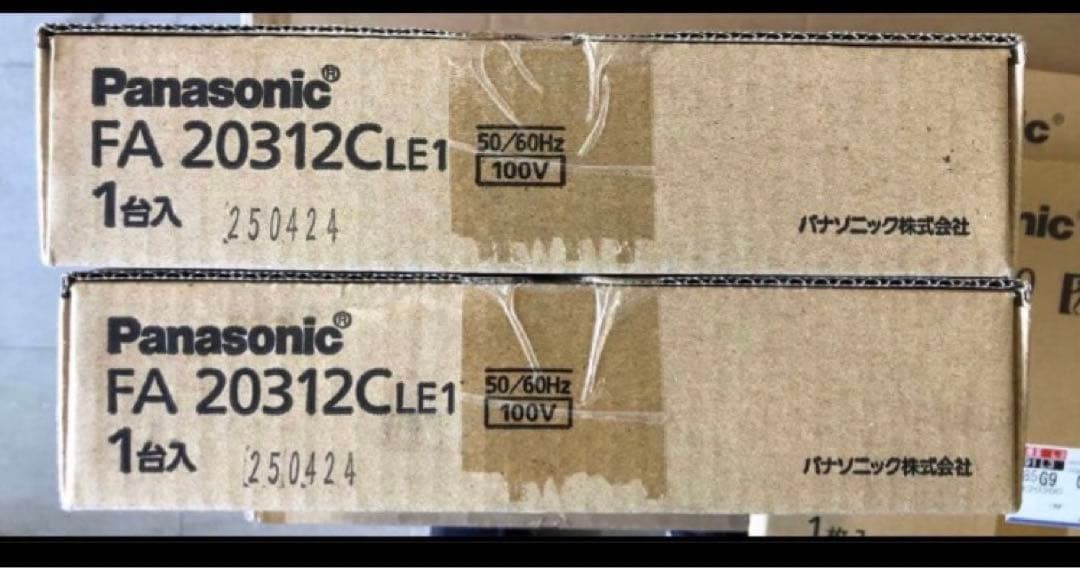 Panasonic®
FA 20312CLE1
50/60Hz
100V
1台入
250424
パナソニック株式会社
Panasonic®
FA 20312CLE1
50/60Hz
100V
1台入
250424
パナソニック株式会社
c®
nic
G9